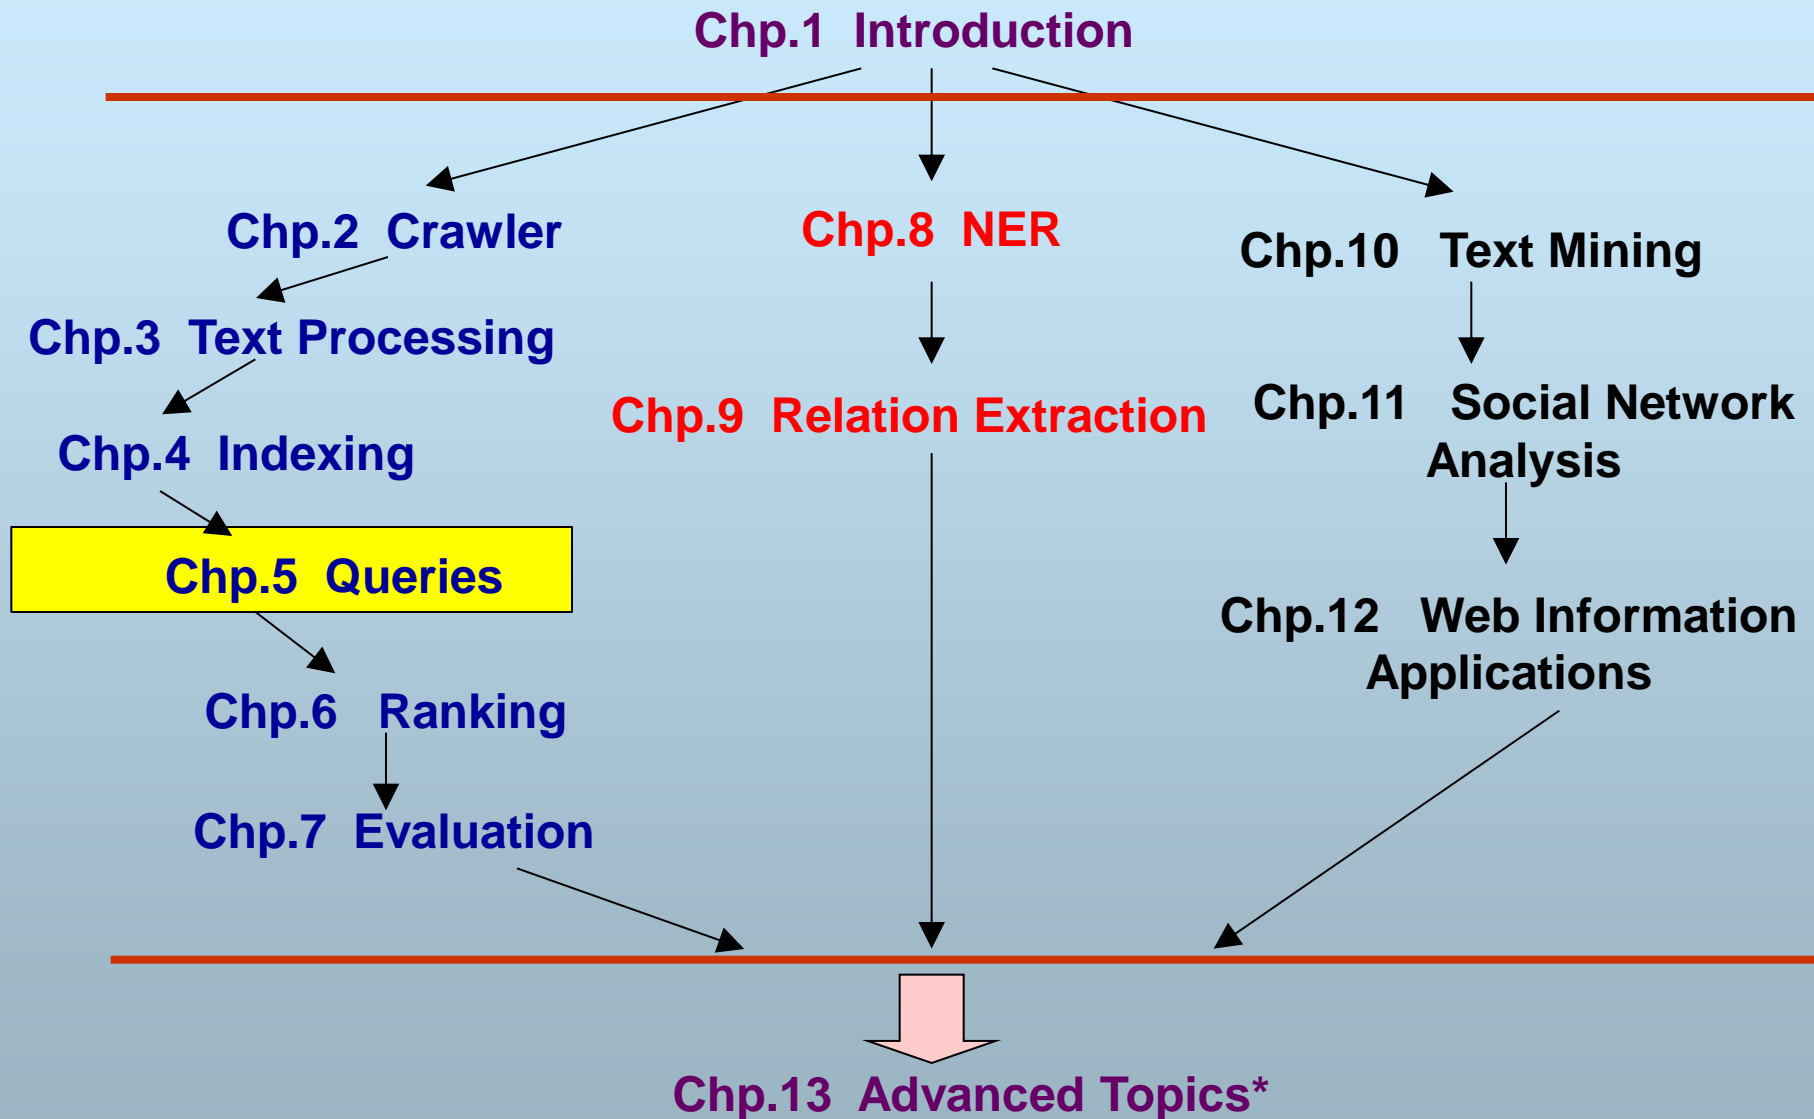 Chp.1 Introduction
Chp.2 Crawler
Chp.3 Text Processing
Chp.4 Indexing
Chp.5 Queries
Chp.6 Ranking
Chp.7 Evaluation
Chp.8 NER
Chp.9 Relation Extraction
Chp.10 Text Mining
Chp.11 Social Network
Analysis
Chp.12 Web Information
Applications
Chp.13 Advanced Topics*